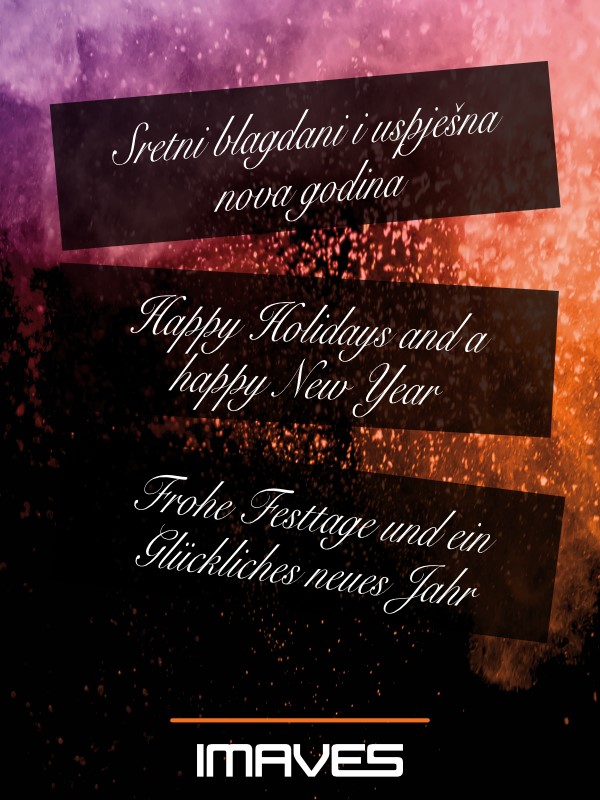 Sretni blagdani i uspješna
nova godina
Happy Holidays and a
happy New Year
Frohe Festtage und ein
Glückliches neues Jahr
IMAVES